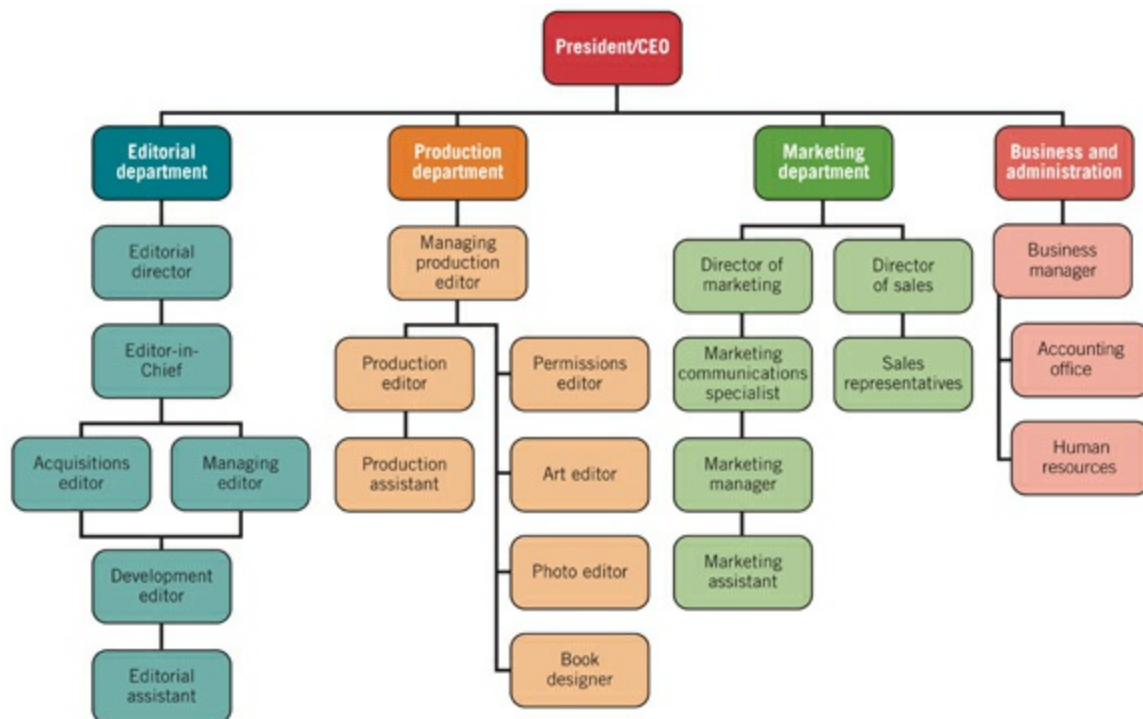 President/CEO
Editorial
department
Production
department
Marketing
department
Business and
administration
Editorial
director
Managing
production
editor
Director of
marketing
Director
of sales
Business
manager
Editor-in-
Chief
Production
editor
Permissions
editor
Marketing
communications
specialist
Sales
representatives
Accounting
office
Acquisitions
editor
Managing
editor
Production
assistant
Art editor
Marketing
manager
Human
resources
Development
editor
Photo editor
Marketing
assistant
Editorial
assistant
Book
designer